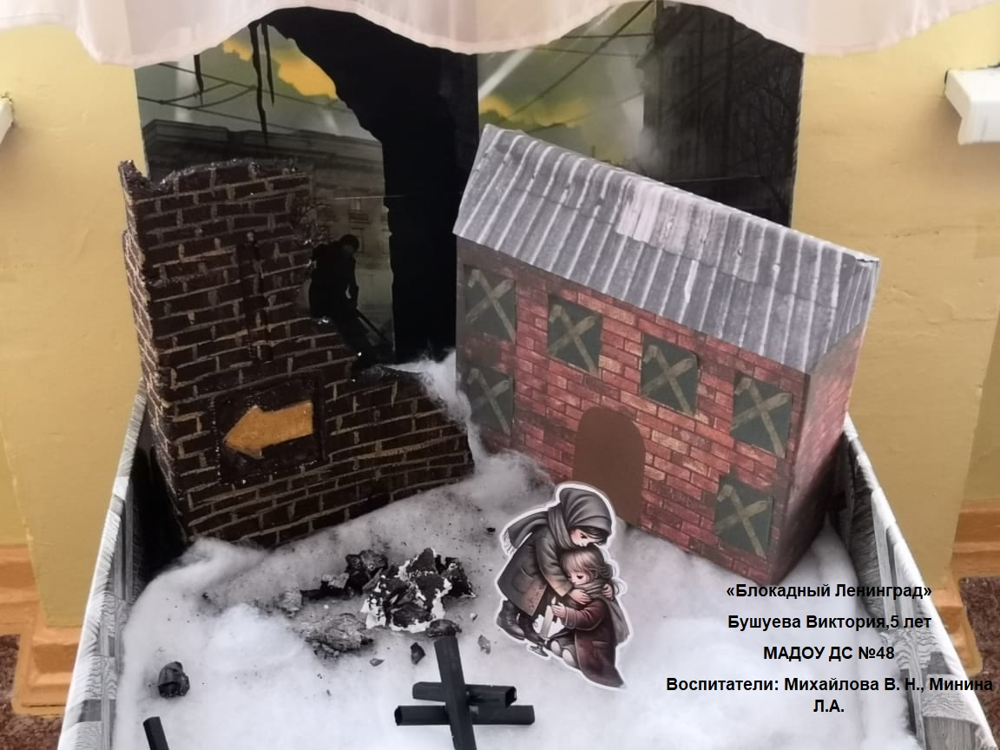 «Блокадный Ленинград»
Бушуева Виктория,5 лет
МАДОУ ДС №48
Воспитатели: Михайлова В. Н., Минина
Л.А.